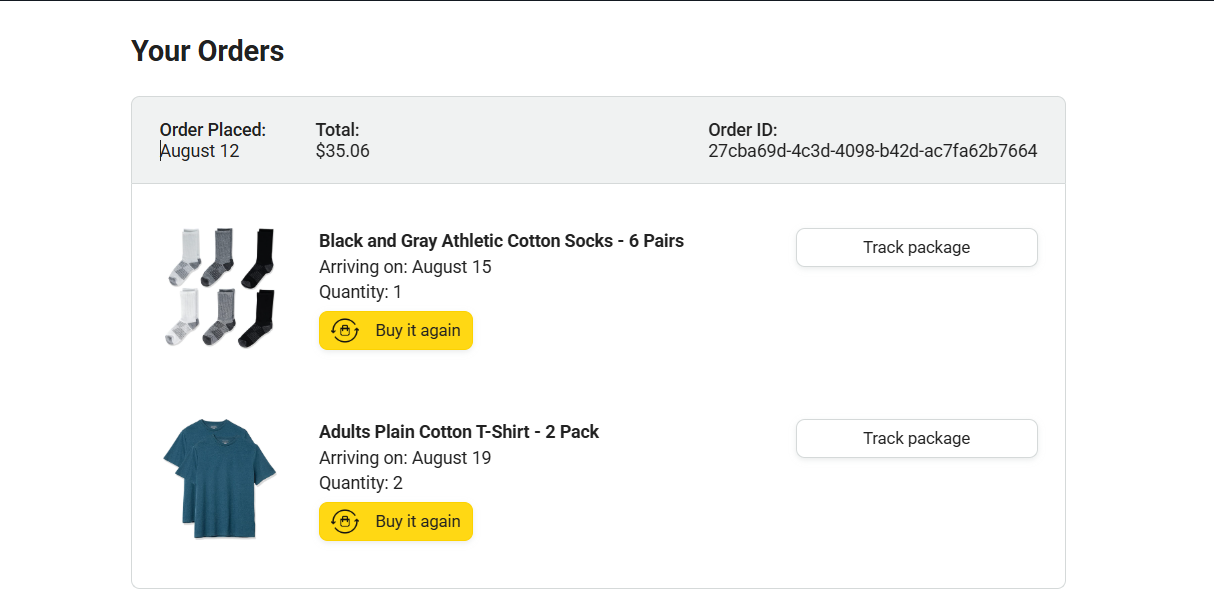 Your Orders
Order Placed:
August 12
Total:
$35.06
Order ID:
27cba69d-4c3d-4098-b42d-ac7fa62b7664
Black and Gray Athletic Cotton Socks - 6 Pairs
Arriving on: August 15
Quantity: 1
Buy it again
Track package
Adults Plain Cotton T-Shirt - 2 Pack
Arriving on: August 19
Quantity: 2
Buy it again
Track package